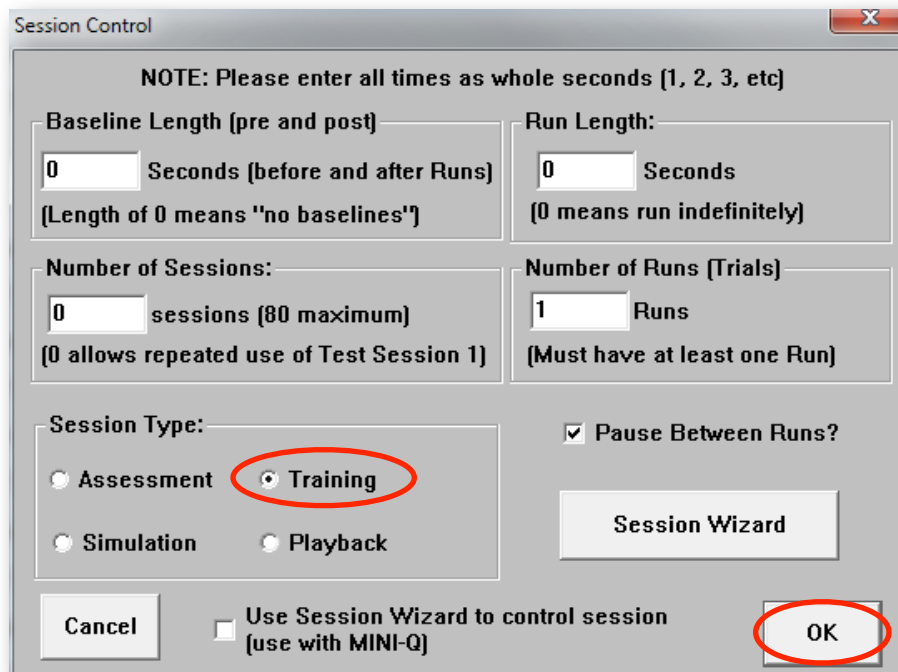 Session Control
X
NOTE: Please enter all times as whole seconds (1, 2, 3, etc)
Baseline Length (pre and post)
0 Seconds (before and after Runs)
(Length of 0 means "no baselines")
Run Length:
0 Seconds
(0 means run indefinitely)
Number of Sessions:
0 sessions (80 maximum)
(0 allows repeated use of Test Session 1)
Number of Runs (Trials)
1 Runs
(Must have at least one Run)
Session Type:
Assessment Training
Simulation Playback
Pause Between Runs?
Session Wizard
Cancel
Use Session Wizard to control session
(use with MINI-Q)
OK